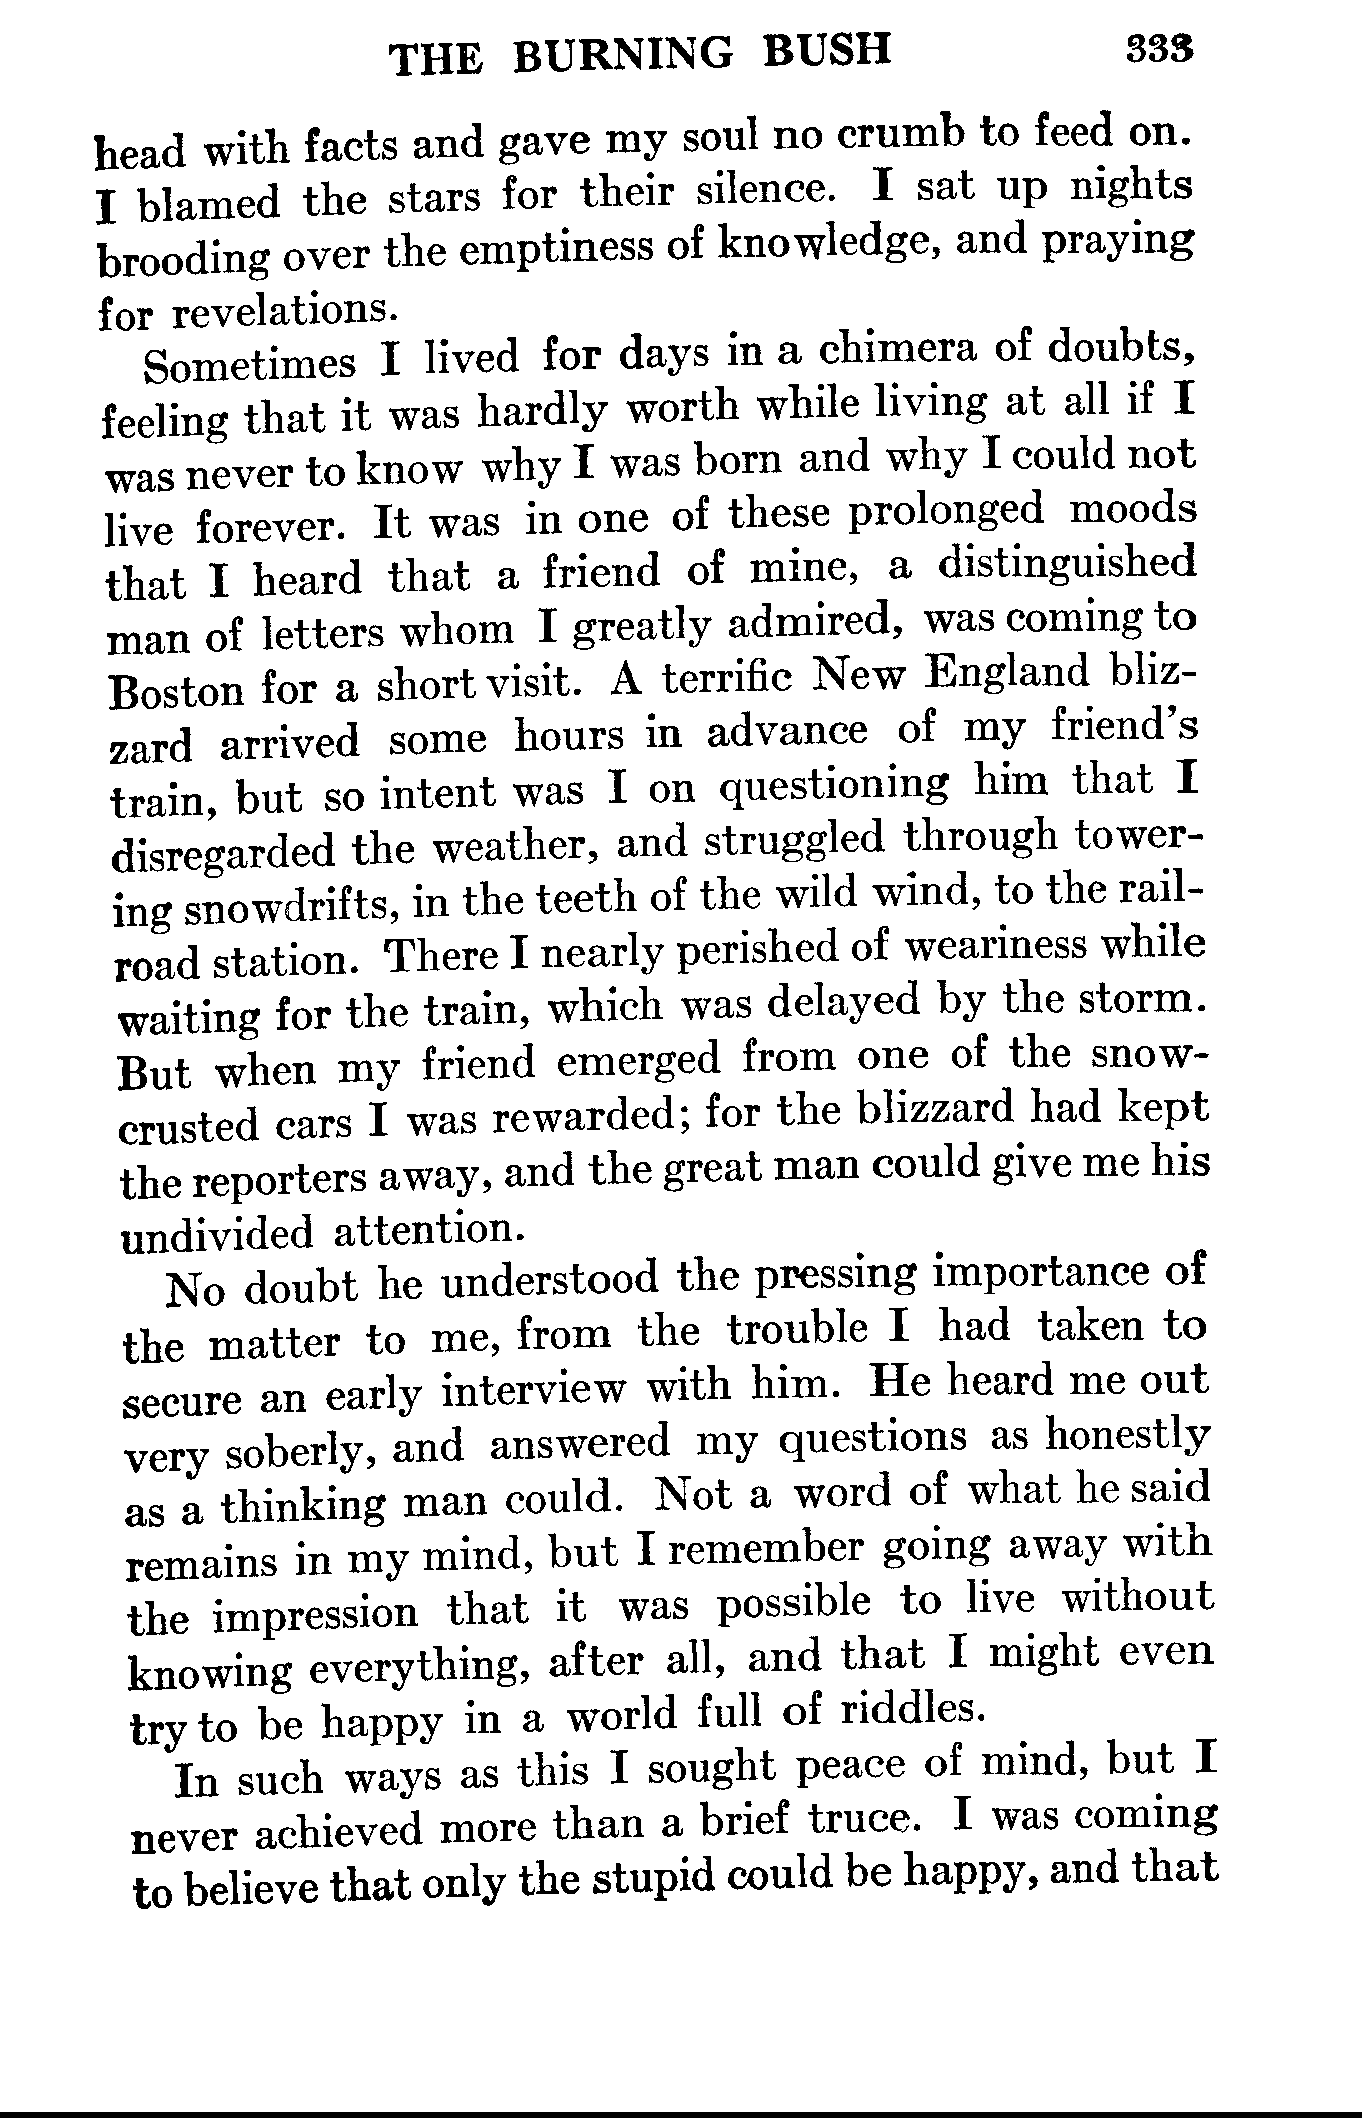 THE BURNING BUSH 333
head with facts and gave my soul no crumb to feed on.
I blamed the stars for their silence. I sat up nights
brooding over the emptiness of knowledge, and praying
for revelations.
Sometimes I lived for days in a chimera of doubts,
feeling that it was hardly worth while living at all if I
was never to know why I was born and why I could not
live forever. It was in one of these prolonged moods
that I heard that a friend of mine, a distinguished
man of letters whom I greatly admired, was coming to
Boston for a short visit. A terrific New England bliz-
zard arrived some hours in advance of my friend's
train, but so intent was I on questioning him that I
disregarded the weather, and struggled through tower-
ing snowdrifts, in the teeth of the wild wind, to the rail-
road station. There I nearly perished of weariness while
waiting for the train, which was delayed by the storm.
But when my friend emerged from one of the snow-
crusted cars I was rewarded; for the blizzard had kept
the reporters away, and the great man could give me his
undivided attention.
No doubt he understood the pressing importance of
the matter to me, from the trouble I had taken to
secure an early interview with him. He heard me out
very soberly, and answered my questions as honestly
as a thinking man could. Not a word of what he said
remains in my mind, but I remember going away with
the impression that it was possible to live without
knowing everything, after all, and that I might even
try to be happy in a world full of riddles.
In such ways as this I sought peace of mind, but I
never achieved more than a brief truce. I was coming
to believe that only the stupid could be happy, and that